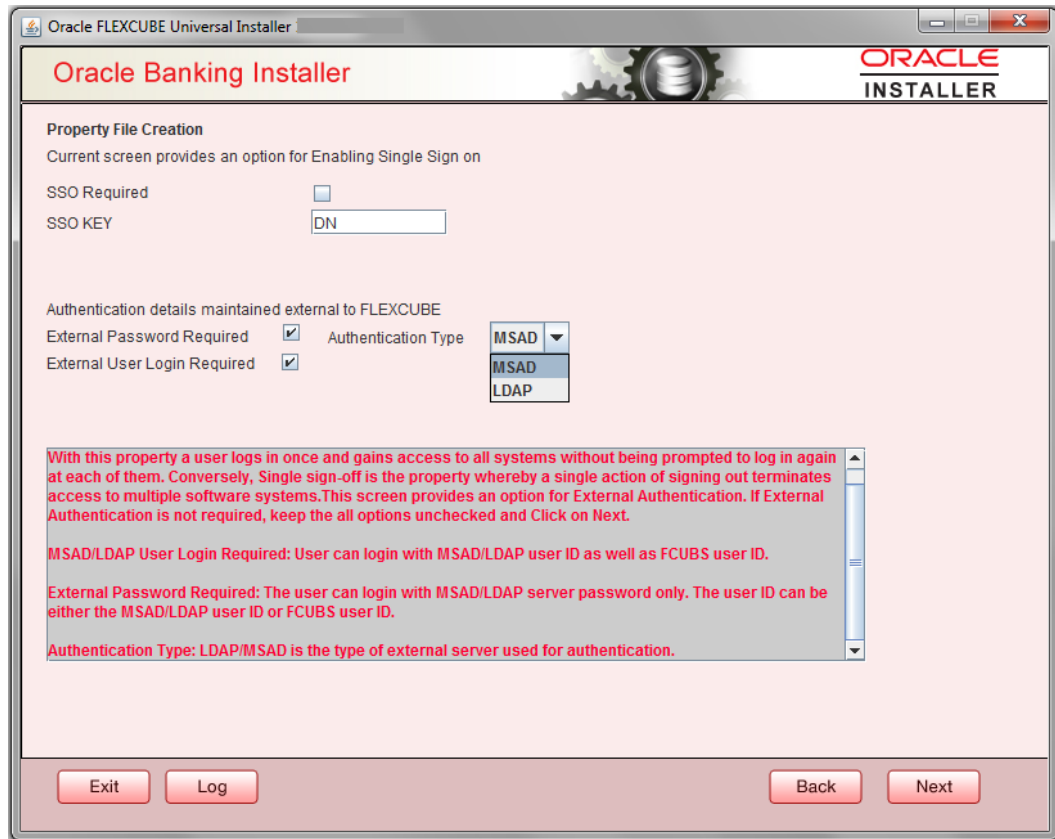 Oracle FLEXCUBE Universal Installer
Oracle Banking Installer
ORACLE
INSTALLER
Property File Creation
Current screen provides an option for Enabling Single Sign on
SSO Required
SSO KEY DN
Authentication details maintained external to FLEXCUBE
External Password Required Authentication Type MSAD
External User Login Required
MSAD
LDAP
With this property a user logs in once and gains access to all systems without being prompted to log in again
at each of them. Conversely, Single sign-off is the property whereby a single action of signing out terminates
access to multiple software systems.This screen provides an option for External Authentication. If External
Authentication is not required, keep the all options unchecked and Click on Next.
MSAD/LDAP User Login Required: User can login with MSAD/LDAP user ID as well as FCUBS user ID.
External Password Required: The user can login with MSAD/LDAP server password only. The user ID can be
either the MSAD/LDAP user ID or FCUBS user ID.
Authentication Type: LDAP/MSAD is the type of external server used for authentication.
Exit Log Back Next